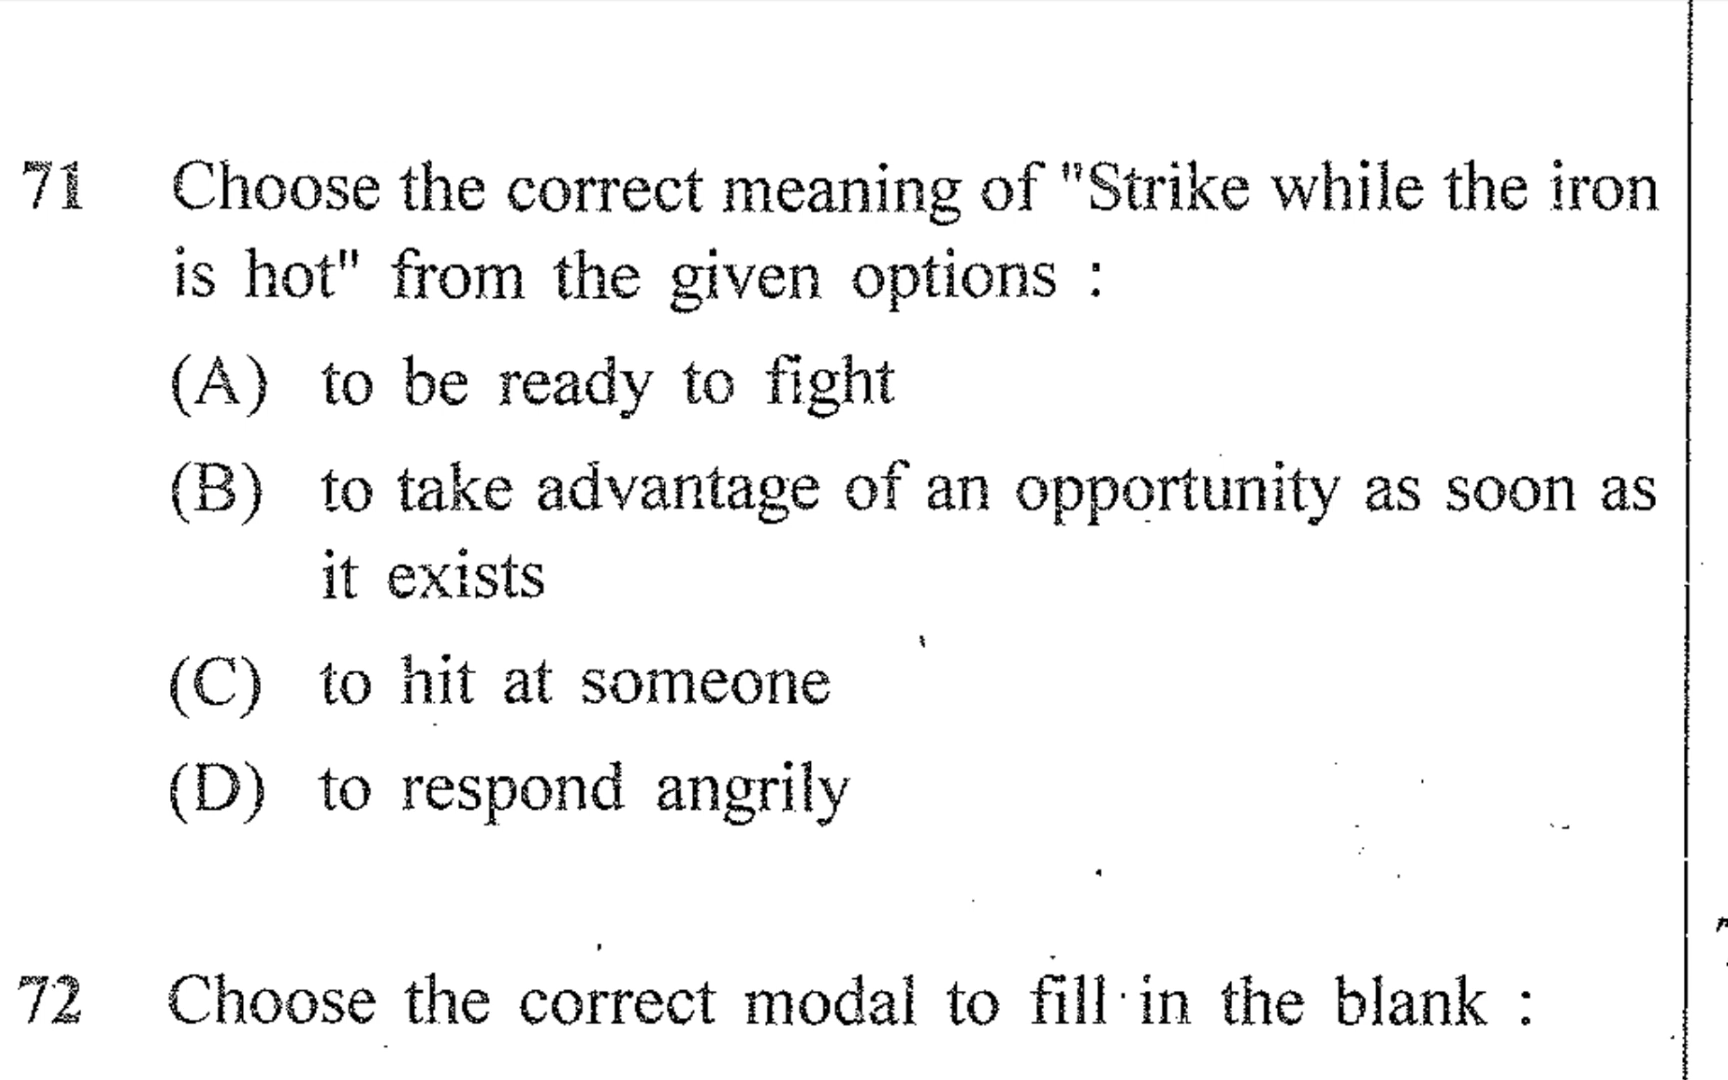 71 Choose the correct meaning of "Strike while the iron
is hot" from the given options :
(A) to be ready to fight
(B) to take advantage of an opportunity as soon as
it exists
(C) to hit at someone
(D) to respond angrily
72 Choose the correct modal to fill in the blank :